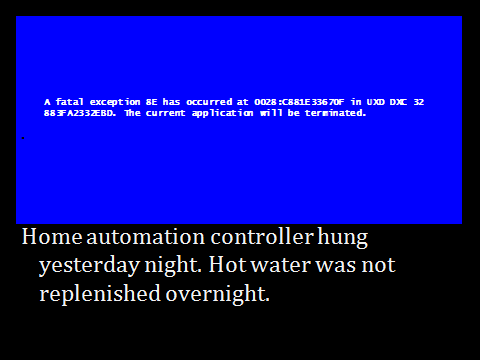 A fatal exception 8E has occurred at 0028:C881E33670F in UXD DXC 32
883FA2332EBD. The current application will be terminated.
Home automation controller hung
yesterday night. Hot water was not
replenished overnight.